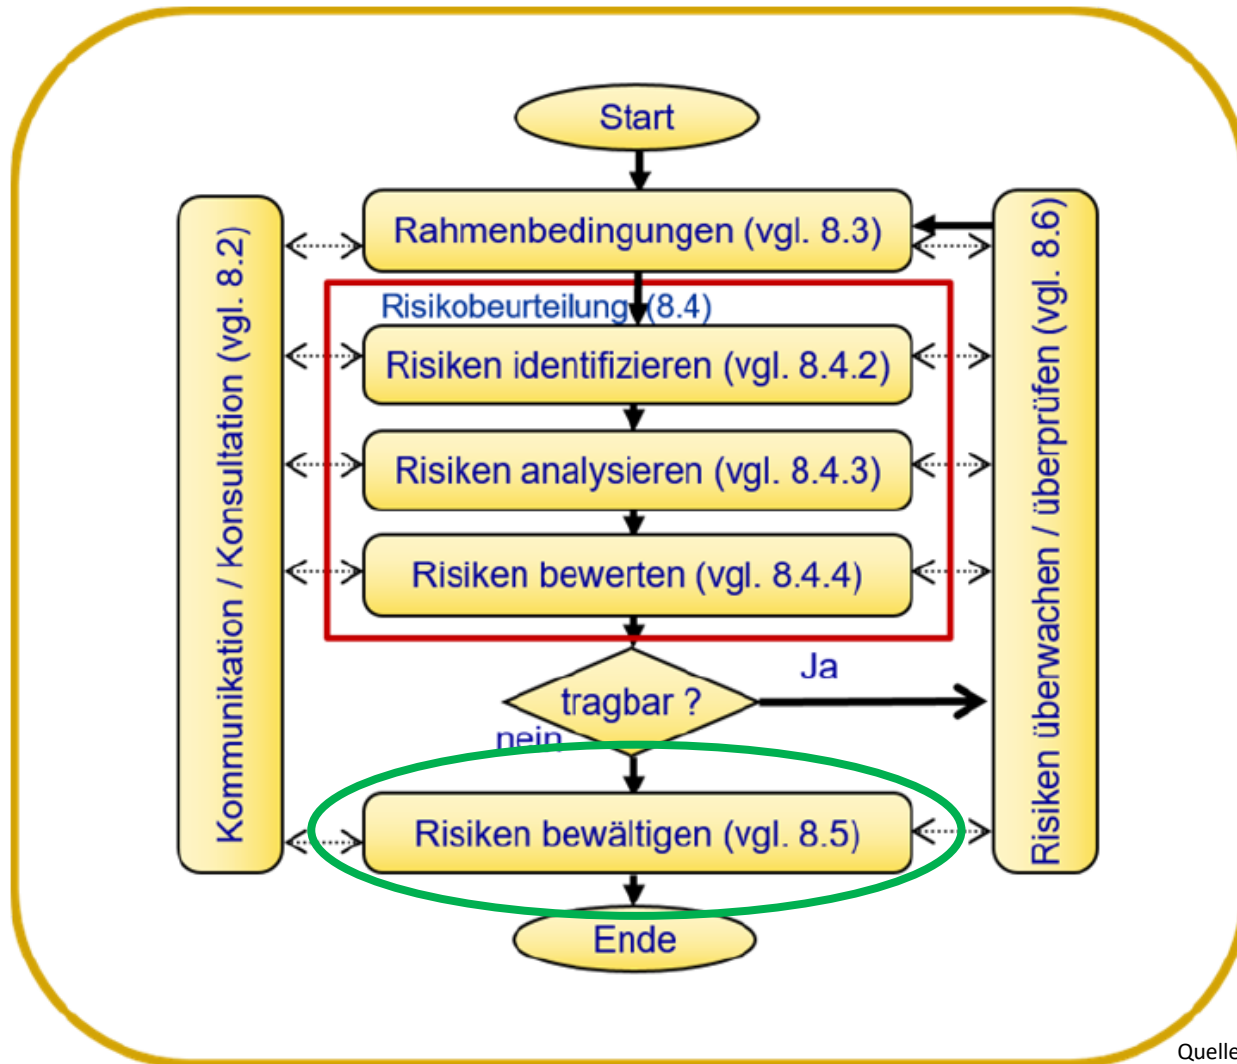 Start
Kommunikation / Konsultation (vgl. 8.2)
Rahmenbedingungen (vgl. 8.3)
Risikobeurteilung (8.4)
Risiken identifizieren (vgl. 8.4.2)
Risiken analysieren (vgl. 8.4.3)
Risiken bewerten (vgl. 8.4.4)
tragbar ?
Ja
nein
Risiken bewältigen (vgl. 8.5)
Ende
Risiken überwachen / überprüfen (vgl. 8.6)
Quelle